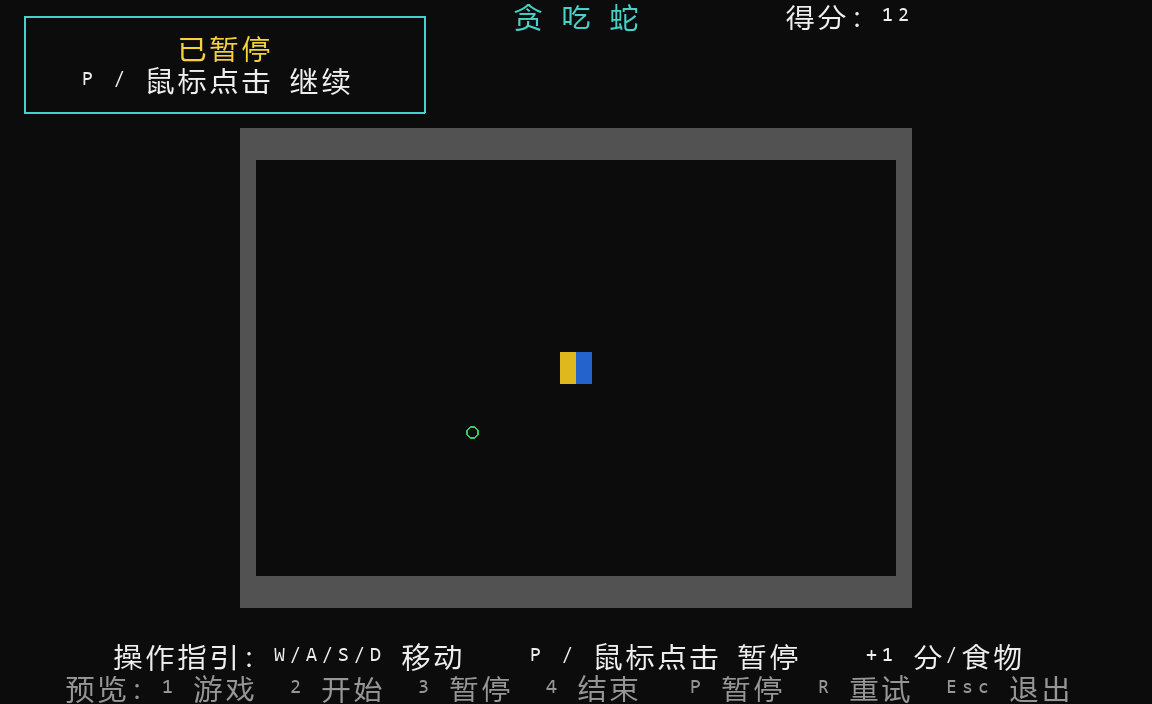 贪 吃 蛇
得分: 12
已暂停
P / 鼠标点击 继续
操作指引: W/A/S/D 移动 P / 鼠标点击 暂停 +1 分/食物
预览: 1 游戏 2 开始 3 暂停 4 结束 P 暂停 R 重试 Esc 退出